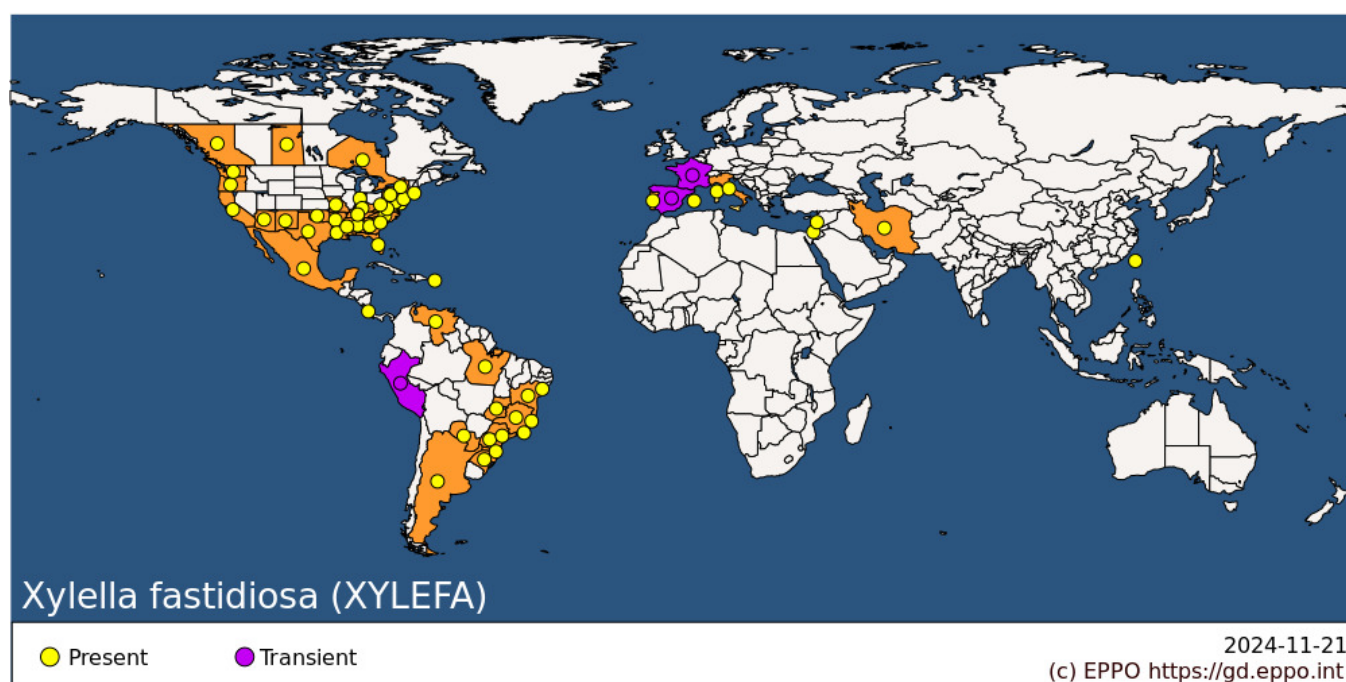 Xylella fastidiosa (XYLEFA)
Present
Transient
2024-11-21
(c) EPPO https://gd.eppo.int